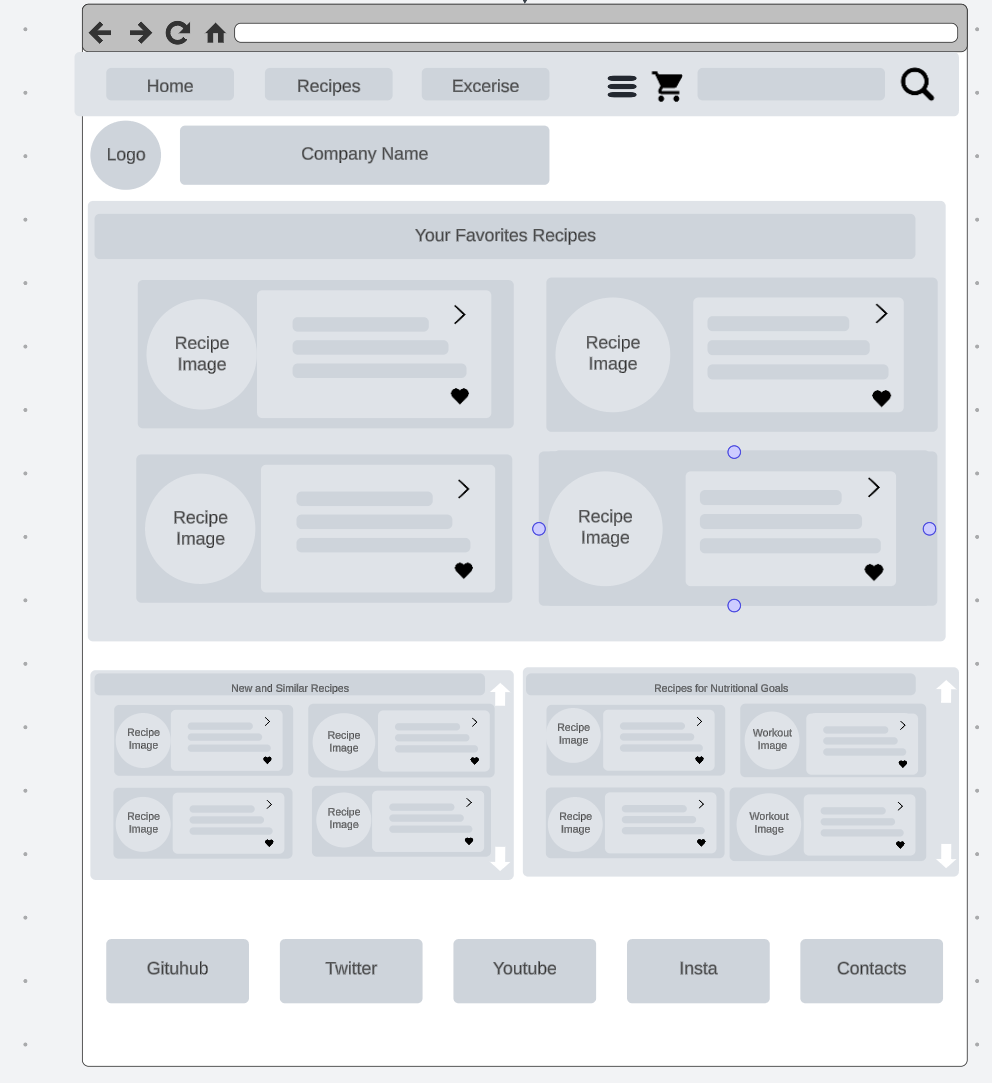 Home
Recipes
Excerise
Logo
Company Name
Your Favorites Recipes
Recipe
Image
Recipe
Image
Recipe
Image
Recipe
Image
New and Similar Recipes
Recipe
Image
Recipe
Image
Recipe
Image
Recipe
Image
Recipes for Nutritional Goals
Recipe
Image
Workout
Image
Recipe
Image
Workout
Image
Gituhub
Twitter
Youtube
Insta
Contacts